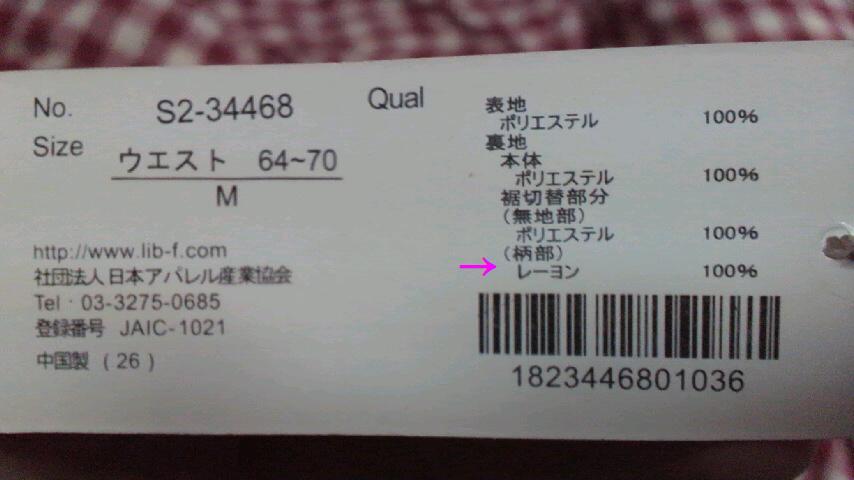 No. S2-34468
Size ウエスト 64~70
M
http://www.lib-f.com
社団法人日本アパレル産業協会
Tel・03-3275-0685
登録番号 JAIC-1021
中国製 (26)
Qual
表地
ポリエステル 100%
裏地
本体
ポリエステル 100%
裾切替部分
(無地部)
ポリエステル 100%
(柄部)
レーヨン 100%
1823446801036